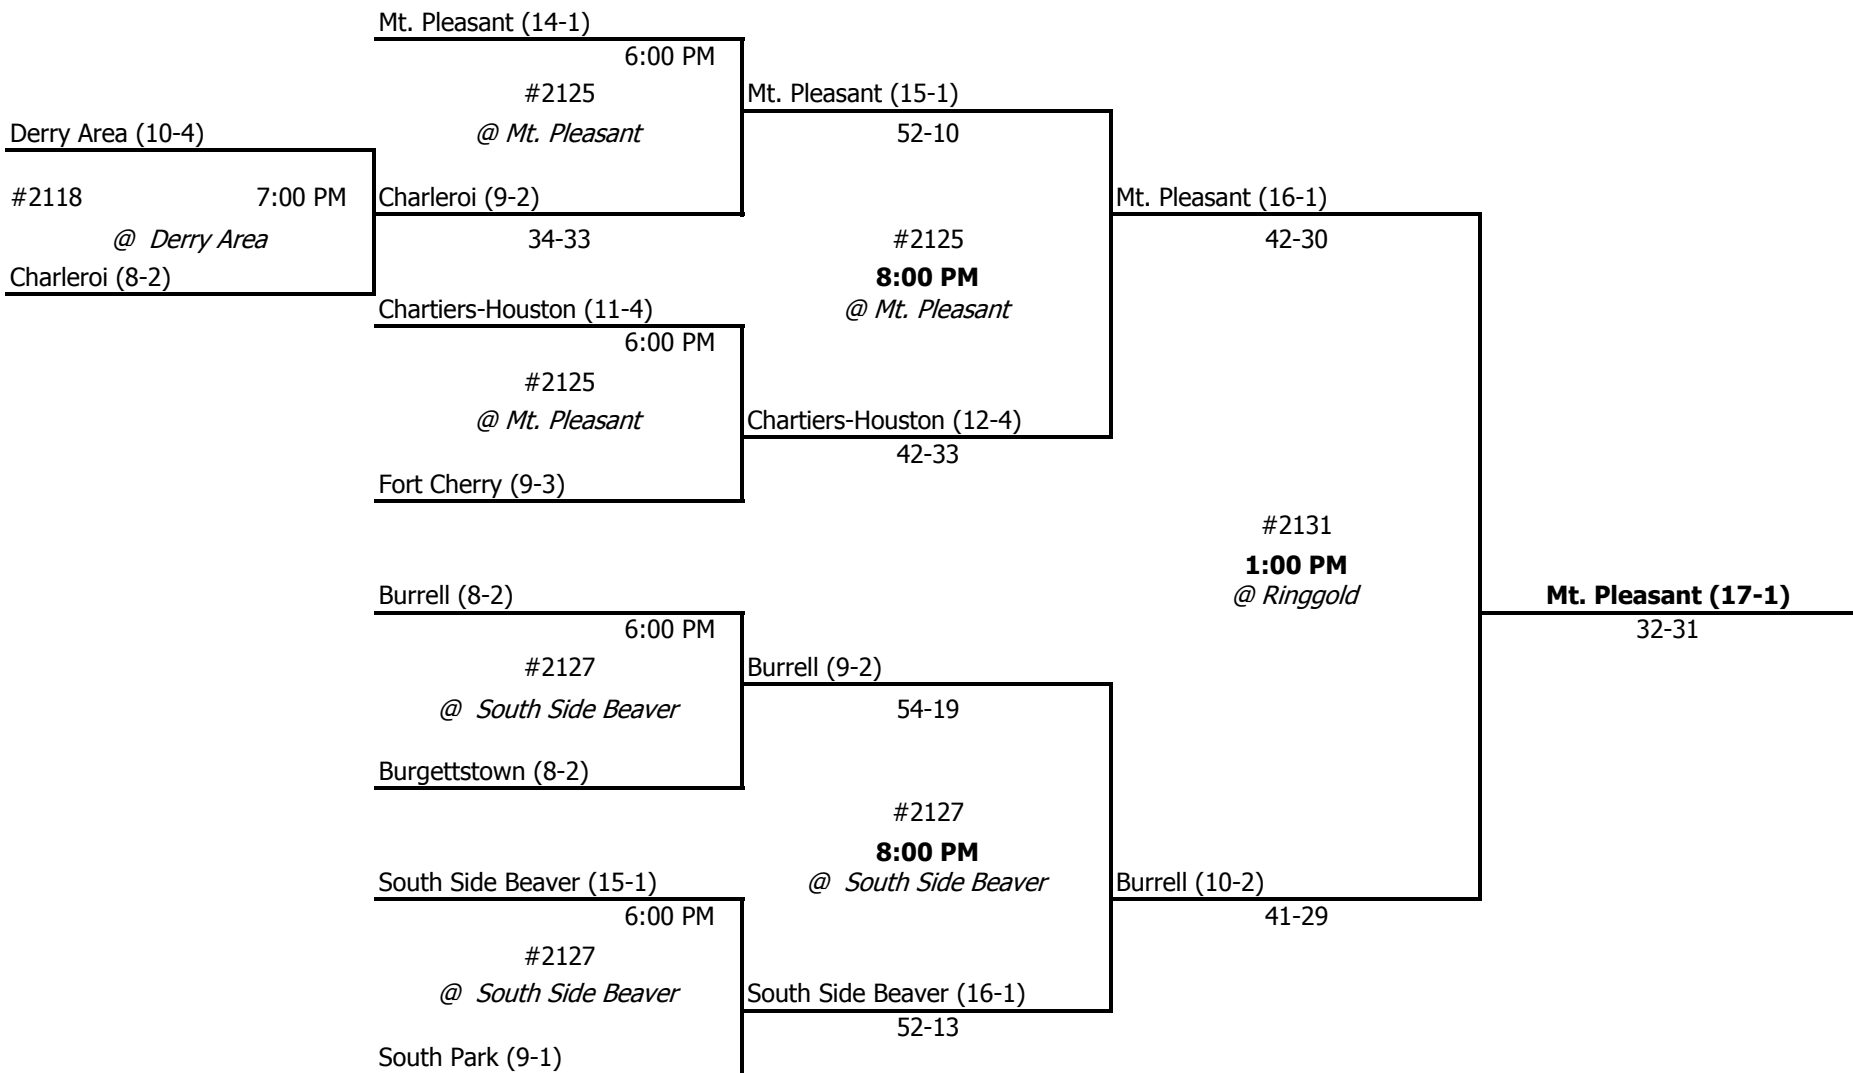 Mt. Pleasant (14-1)
6:00 PM
#2125
Mt. Pleasant (15-1)
Derry Area (10-4)
@ Mt. Pleasant
52-10
#2118
7:00 PM
Charleroi (9-2)
Mt. Pleasant (16-1)
@ Derry Area
34-33
#2125
42-30
Charleroi (8-2)
8:00 PM
Chartiers-Houston (11-4)
@ Mt. Pleasant
6:00 PM
#2125
@ Mt. Pleasant
Chartiers-Houston (12-4)
42-33
Fort Cherry (9-3)
#2131
1:00 PM
Burrell (8-2)
@ Ringgold
Mt. Pleasant (17-1)
6:00 PM
32-31
#2127
Burrell (9-2)
@ South Side Beaver
54-19
Burgettstown (8-2)
#2127
8:00 PM
South Side Beaver (15-1)
@ South Side Beaver
Burrell (10-2)
6:00 PM
41-29
#2127
@ South Side Beaver
South Side Beaver (16-1)
52-13
South Park (9-1)